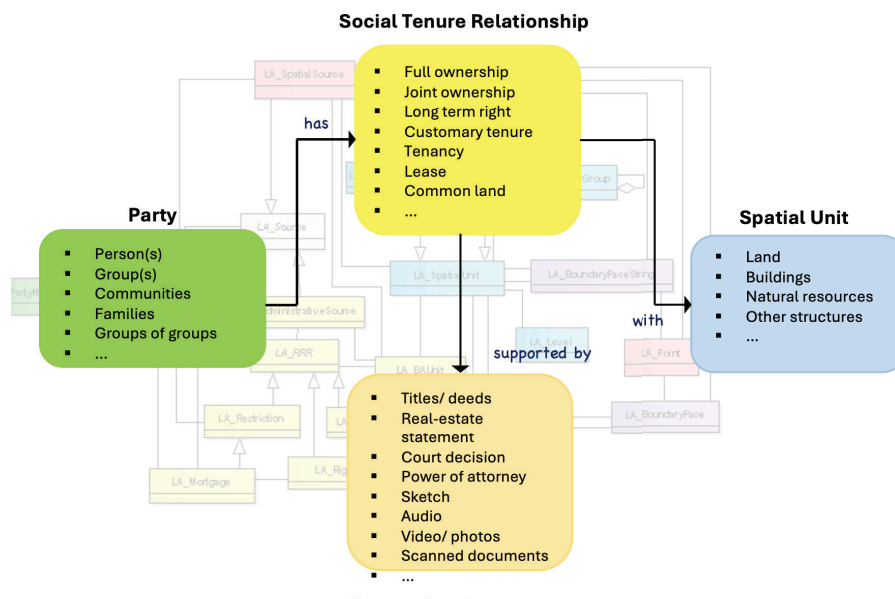 Social Tenure Relationship
▪ Full ownership
▪ Joint ownership
▪ Long term right
▪ Customary tenure
▪ Tenancy
▪ Lease
▪ Common land
▪ ...
has
Party
▪ Person(s)
▪ Group(s)
▪ Communities
▪ Families
▪ Groups of groups
▪ ...
Spatial Unit
▪ Land
▪ Buildings
▪ Natural resources
▪ Other structures
▪ ...
with
supported by
▪ Titles/ deeds
▪ Real-estate
statement
▪ Court decision
▪ Power of attorney
▪ Sketch
▪ Audio
▪ Video/ photos
▪ Scanned documents
▪ ...
LA_SpatialSource
LA_Source
LA_SpatialUnit
LA_BoundaryFaceString
LA_RRR
LA_BAUnit
LA_Level
LA_Point
LA_Restriction
LA_BoundaryFace
LA_Mortgage